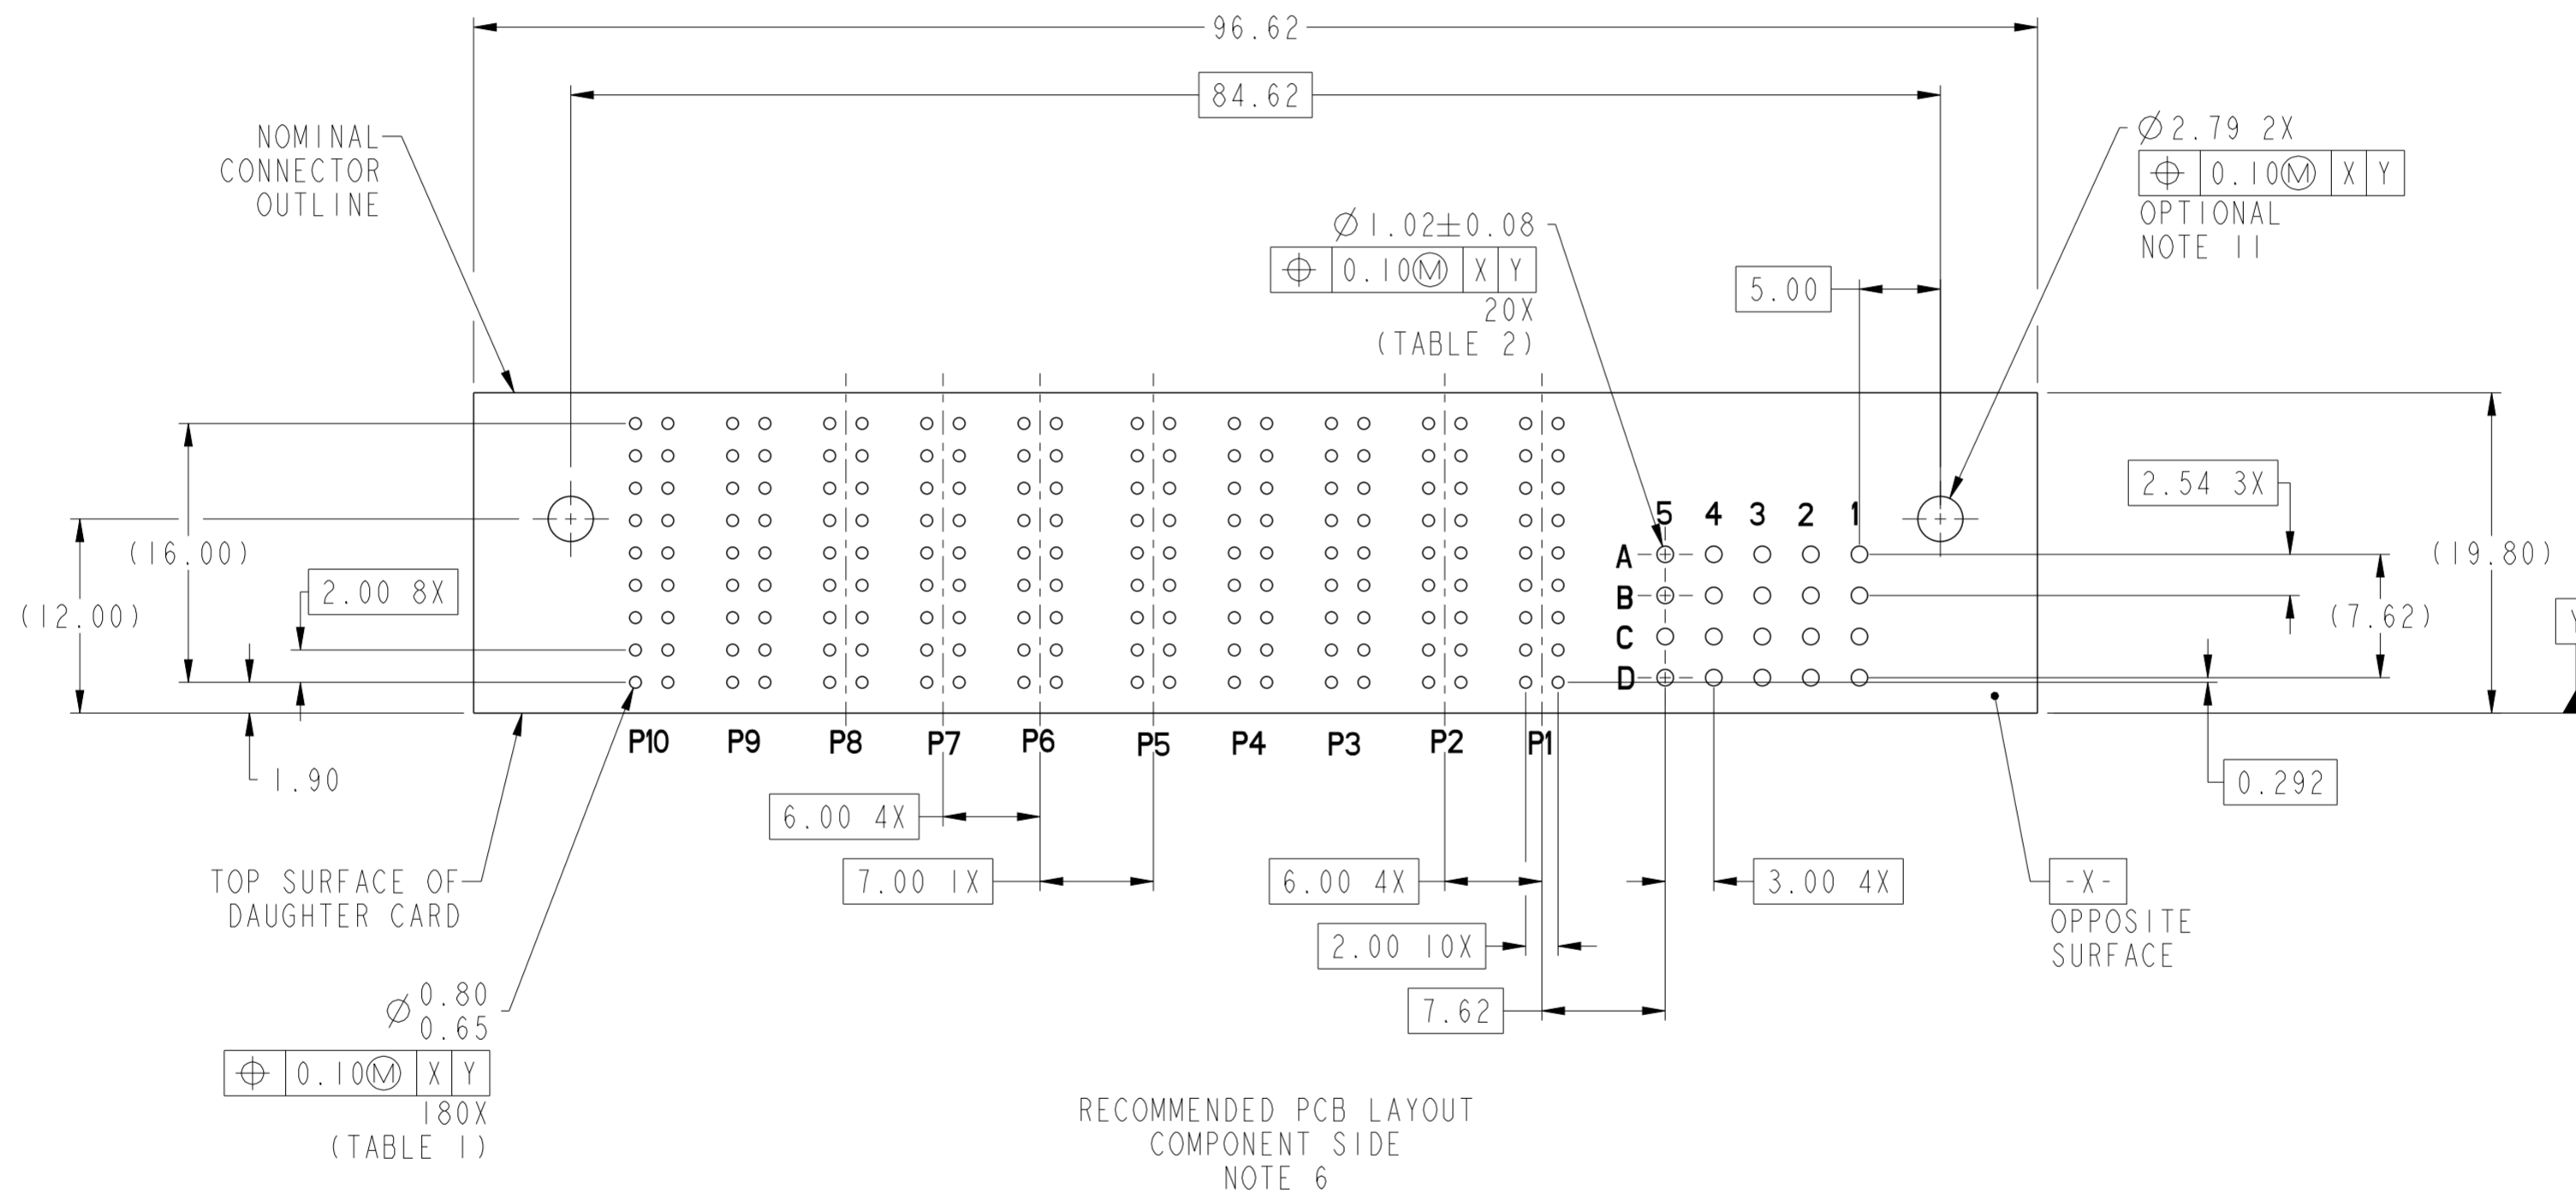 96.62
84.62
NOMINAL
CONNECTOR
OUTLINE
Ø2.79 2X
⌖ 0.10Ⓜ X Y
OPTIONAL
NOTE 11
Ø1.02±0.08
⌖ 0.10Ⓜ X Y
20X
(TABLE 2)
5.00
2.54 3X
5 4 3 2 1
A
B
C
D
(16.00)
2.00 8X
(12.00)
(19.80)
(7.62)
Y
P10 P9 P8 P7 P6 P5 P4 P3 P2 P1
1.90
0.292
6.00 4X
7.00 1X
6.00 4X
3.00 4X
-X-
OPPOSITE
SURFACE
TOP SURFACE OF
DAUGHTER CARD
2.00 10X
7.62
Ø 0.80
0.65
⌖ 0.10Ⓜ X Y
180X
(TABLE 1)
RECOMMENDED PCB LAYOUT
COMPONENT SIDE
NOTE 6